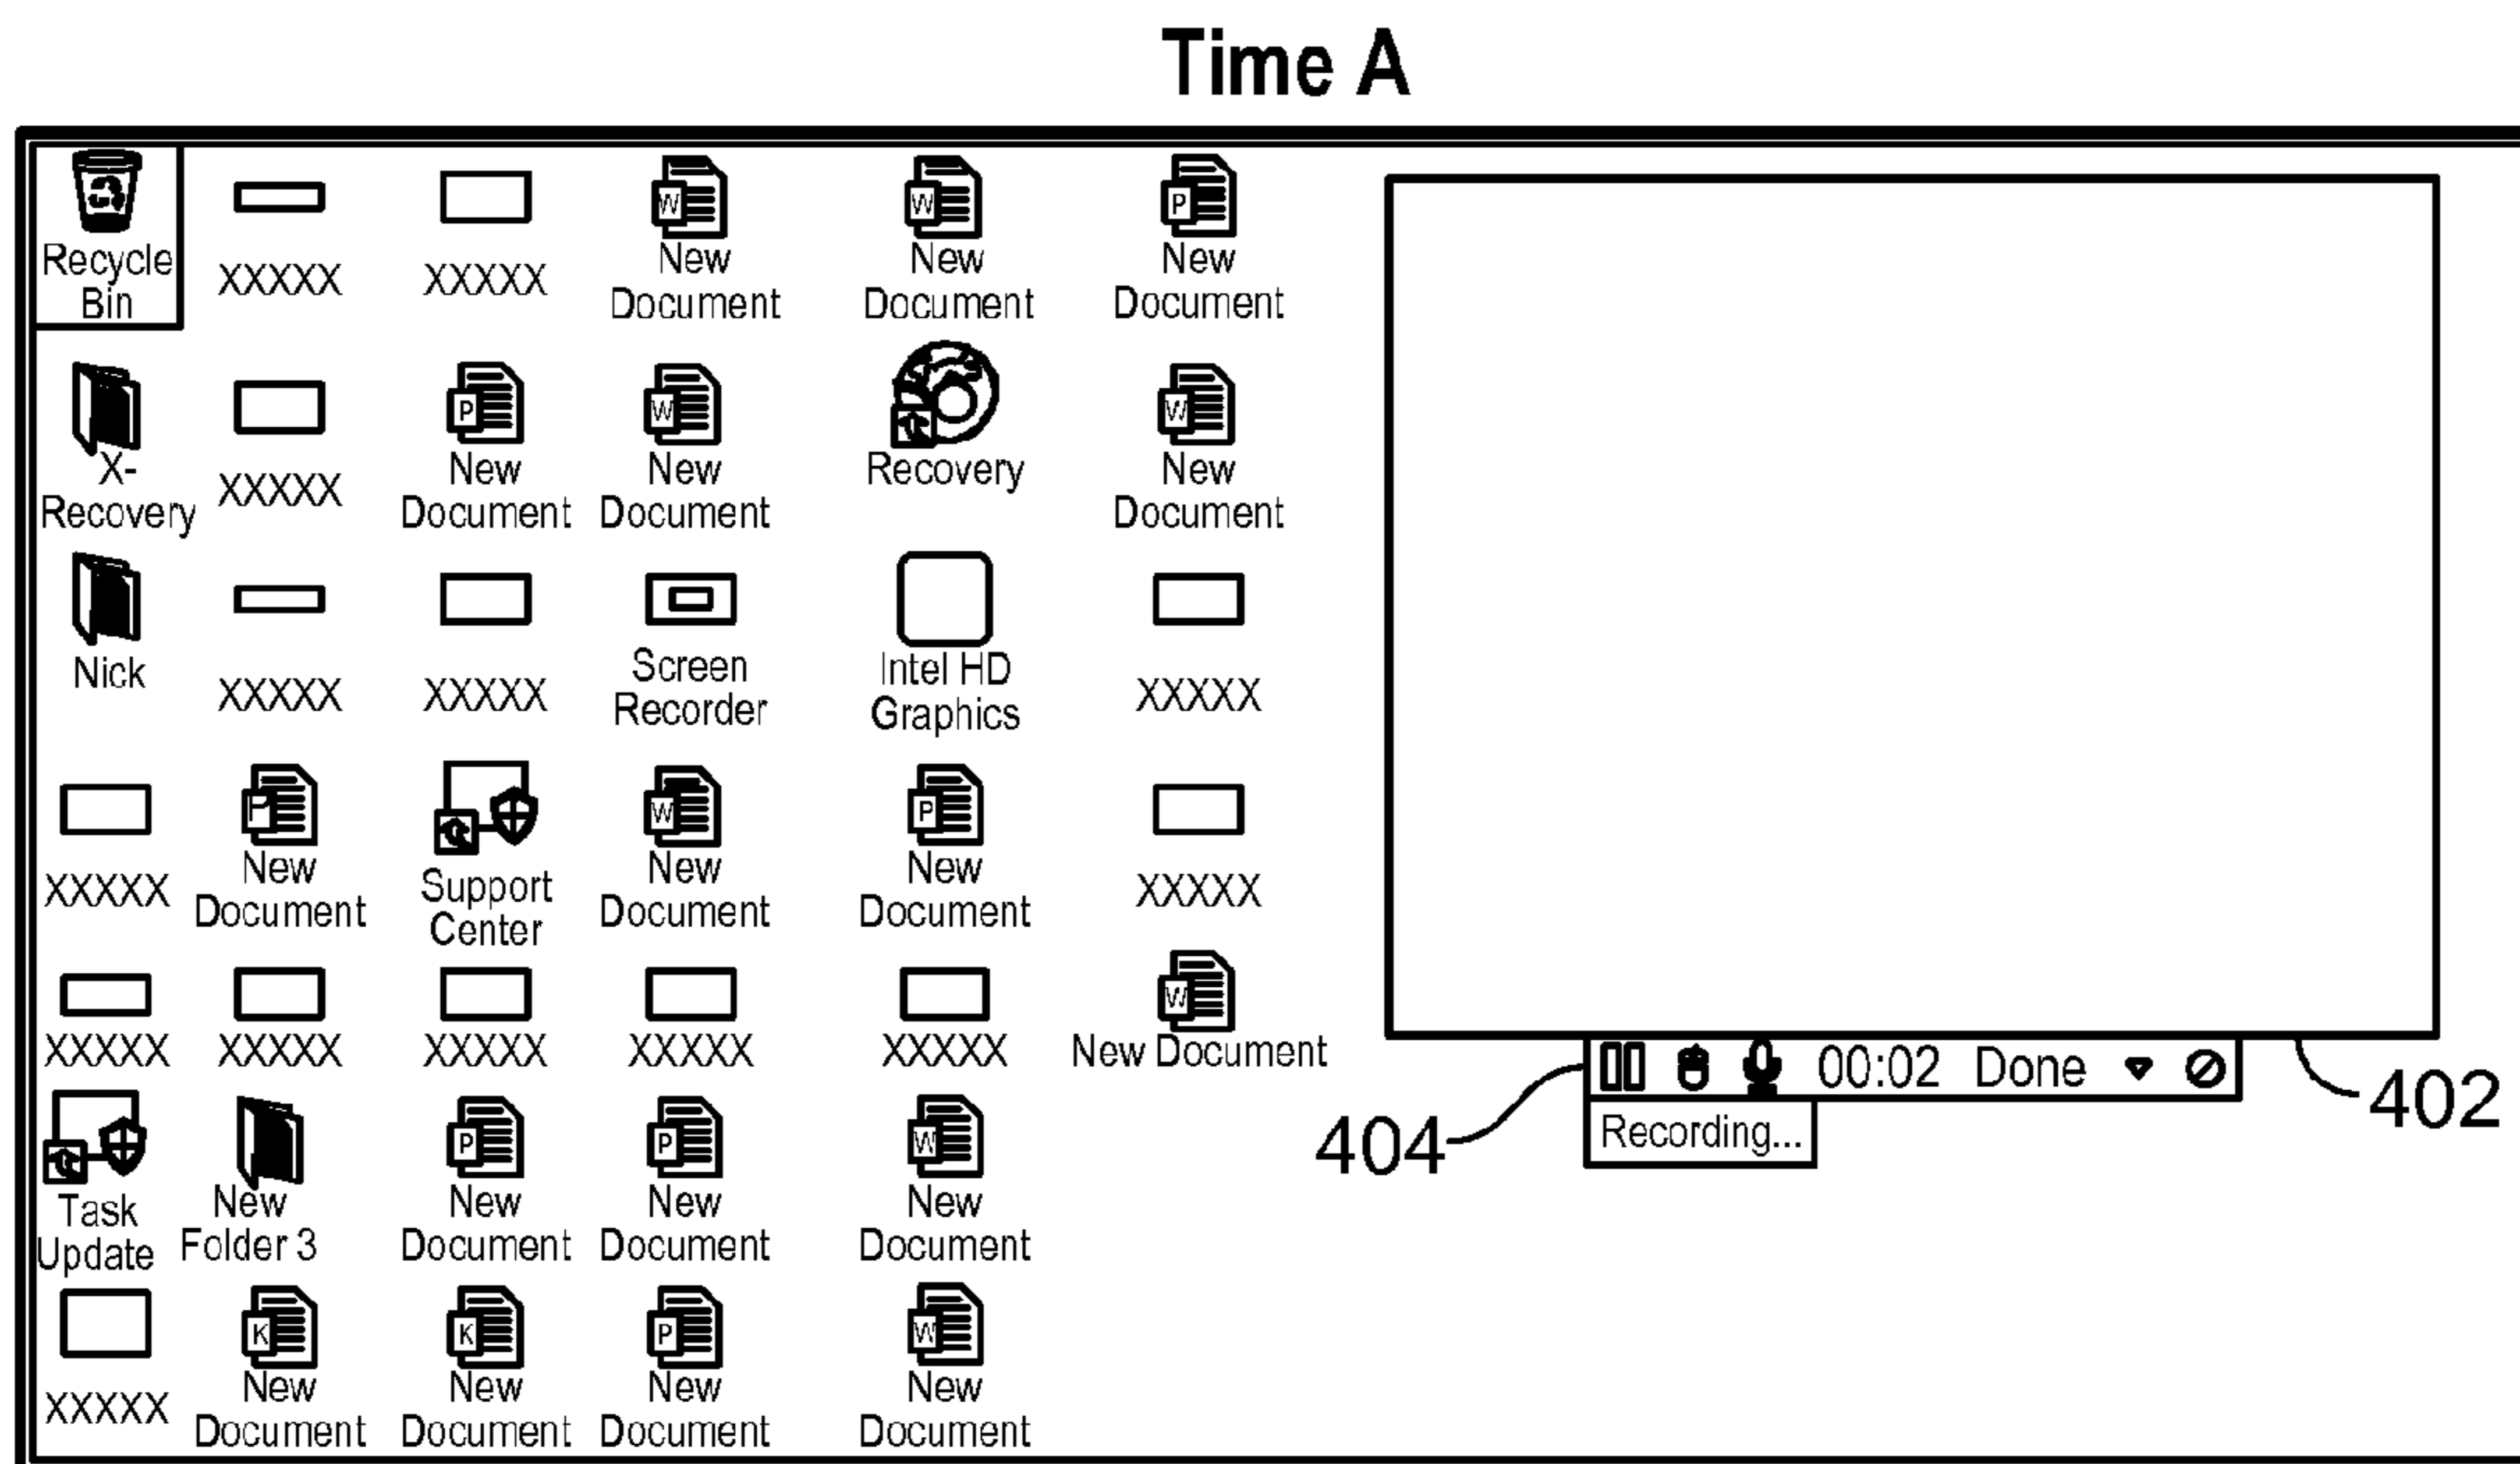 Time A
Recycle
Bin
XXXXX
XXXXX
W
New
Document
W
New
Document
P
New
Document
X-
Recovery
XXXXX
P
New
Document
W
New
Document
Recovery
W
New
Document
Nick
XXXXX
XXXXX
Screen
Recorder
Intel HD
Graphics
XXXXX
XXXXX
P
New
Document
Support
Center
W
New
Document
P
New
Document
XXXXX
XXXXX
XXXXX
XXXXX
XXXXX
XXXXX
W
New Document
00:02 Done
Recording...
404
402
Task
Update
New
Folder 3
P
New
Document
P
New
Document
W
New
Document
XXXXX
K
New
Document
K
New
Document
P
New
Document
W
New
Document